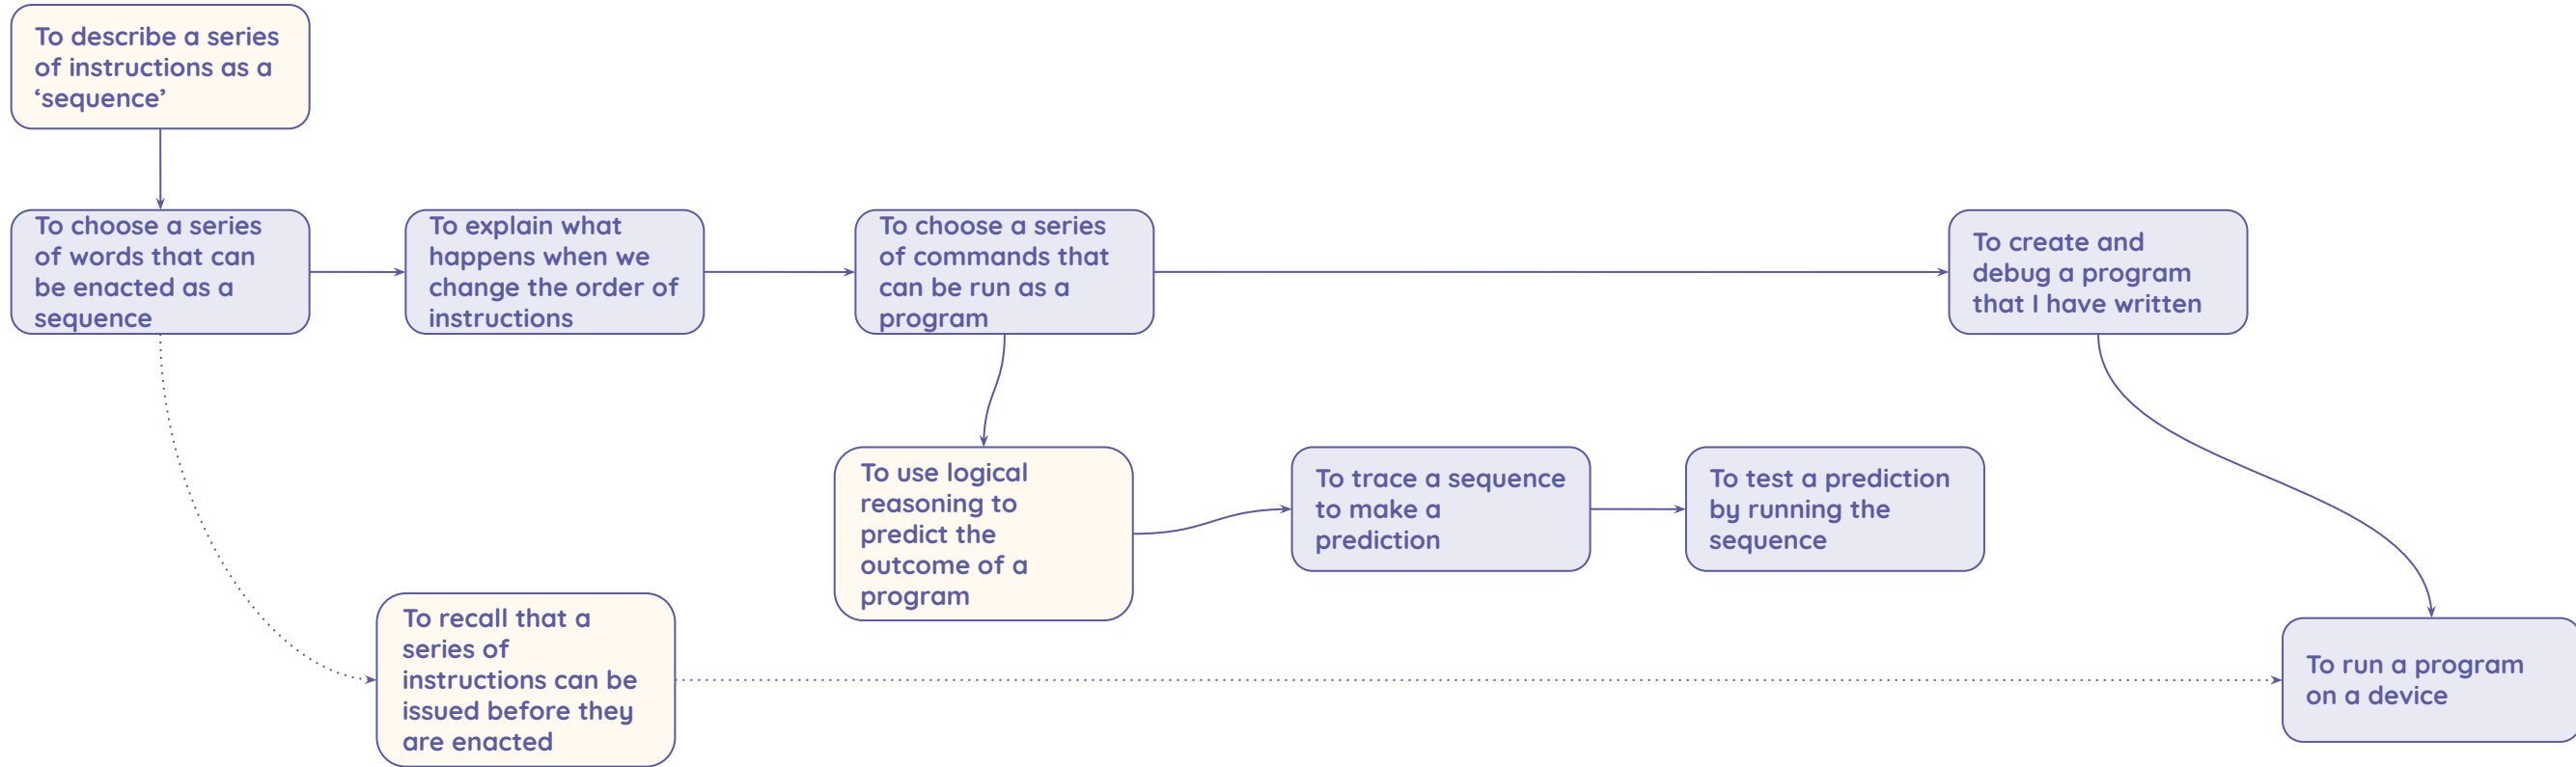 To describe a series
of instructions as a
‘sequence’
To choose a series
of words that can
be enacted as a
sequence
To explain what
happens when we
change the order of
instructions
To choose a series
of commands that
can be run as a
program
To create and
debug a program
that I have written
To use logical
reasoning to
predict the
outcome of a
program
To trace a sequence
to make a
prediction
To test a prediction
by running the
sequence
To recall that a
series of
instructions can be
issued before they
are enacted
To run a program
on a device